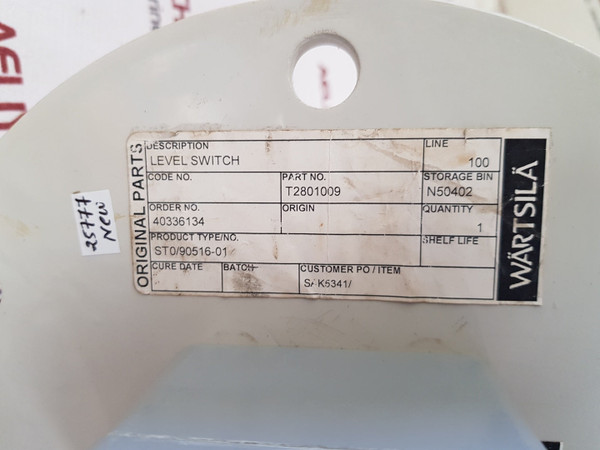 ORIGINAL PARTS
DESCRIPTION
LEVEL SWITCH
LINE
100
CODE NO.
PART NO.
T2801009
STORAGE BIN
N50402
ORDER NO.
40336134
ORIGIN
QUANTITY
1
PRODUCT TYPE/NO.
ST0/90516-01
SHELF LIFE
CURE DATE
BATCH
CUSTOMER PO / ITEM
WÄRTSILÄ
25777
New